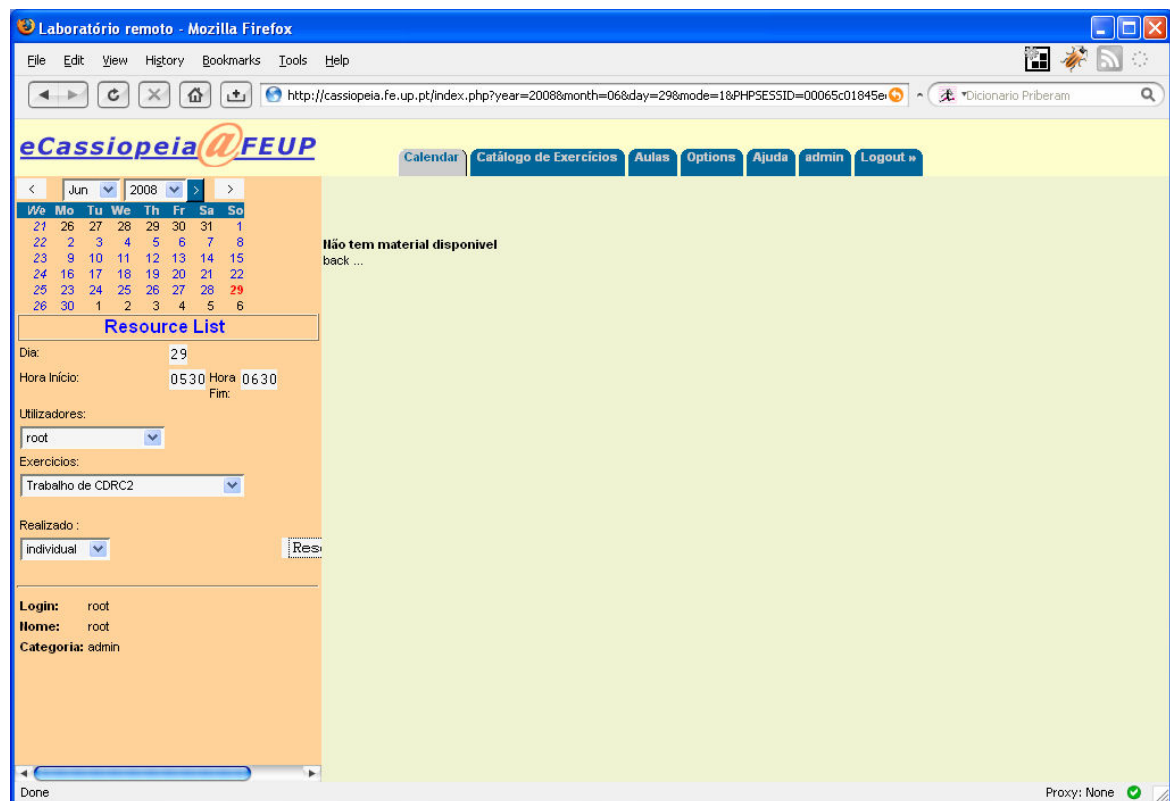 Laboratório remoto - Mozilla Firefox
File Edit View History Bookmarks Tools Help
http://cassiopeia.fe.up.pt/index.php?year=2008&month=06&day=29&mode=1&PHPSESSID=00065c01845e
Dicionario Priberam
eCassiopeia@FEUP
Calendar Catálogo de Exercícios Aulas Options Ajuda admin Logout »
< Jun 2008 > >
We Mo Tu We Th Fr Sa So
21 26 27 28 29 30 31 1
22 2 3 4 5 6 7 8
23 9 10 11 12 13 14 15
24 16 17 18 19 20 21 22
25 23 24 25 26 27 28 29
26 30 1 2 3 4 5 6
Resource List
Dia: 29
Hora Início: 0530 Hora Fim: 0630
Utilizadores:
root
Exercicios:
Trabalho de CDRC2
Realizado :
individual Res
Login: root
Nome: root
Categoria: admin
Não tem material disponivel
back ...
Done Proxy: None